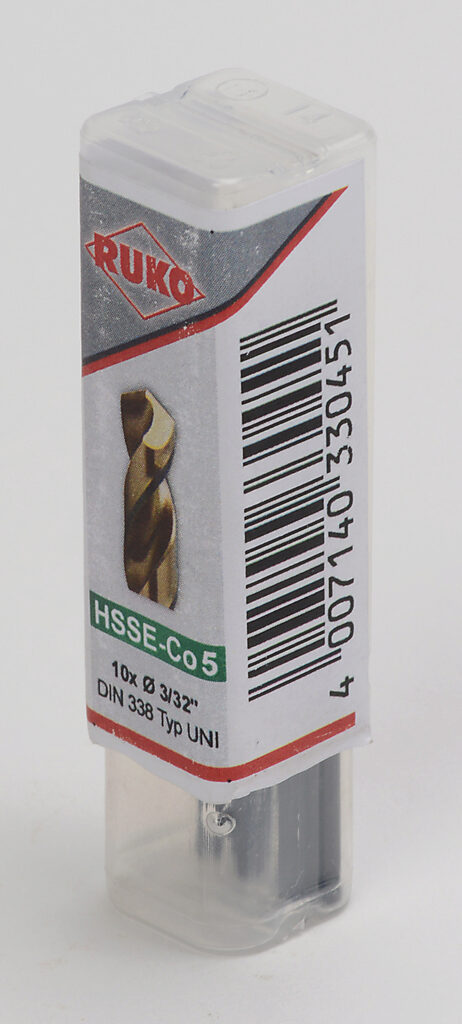 RUKO
HSSE-Co 5
10x Ø 3/32"
DIN 338 Typ UNI
4 007140 330451